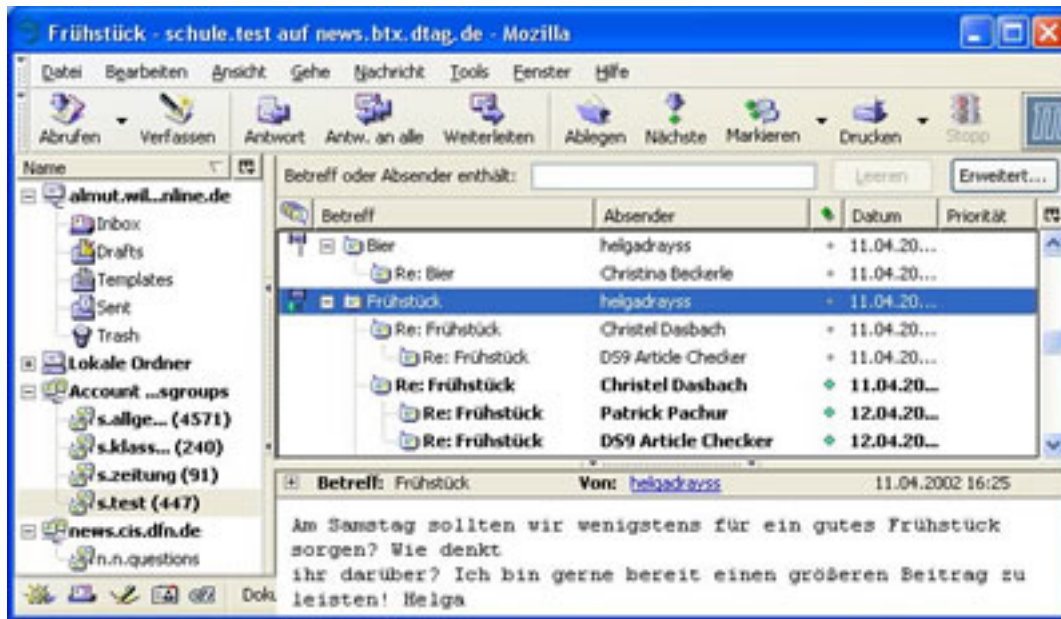 Frühstück - schule.test auf news.btx.dtag.de - Mozilla
Datei Bearbeiten Ansicht Gehe Nachricht Tools Fenster Hilfe
Abrufen Verfassen Antwort Antw. an alle Weiterleiten Ablegen Nächste Markieren Drucken Stopp
Name
almut.wil...nline.de
Inbox
Drafts
Templates
Sent
Trash
Lokale Ordner
Account ...sgroups
s.allge... (4571)
s.klass... (240)
s.zeitung (91)
s.test (447)
news.cis.dfn.de
n.n.questions
Betreff oder Absender enthält: Leeren Erweitert...
Betreff Absender Datum Priorität
Bier helgadrayss 11.04.20...
Re: Bier Christina Beckerle 11.04.20...
Frühstück helgadrayss 11.04.20...
Re: Frühstück Christel Dasbach 11.04.20...
Re: Frühstück DS9 Article Checker 11.04.20...
Re: Frühstück Christel Dasbach 11.04.20...
Re: Frühstück Patrick Pachur 12.04.20...
Re: Frühstück DS9 Article Checker 12.04.20...
Betreff: Frühstück Von: helgadrayss 11.04.2002 16:25
Am Samstag sollten wir wenigstens für ein gutes Frühstück
sorgen? Wie denkt
ihr darüber? Ich bin gerne bereit einen größeren Beitrag zu
leisten! Helga
Doku